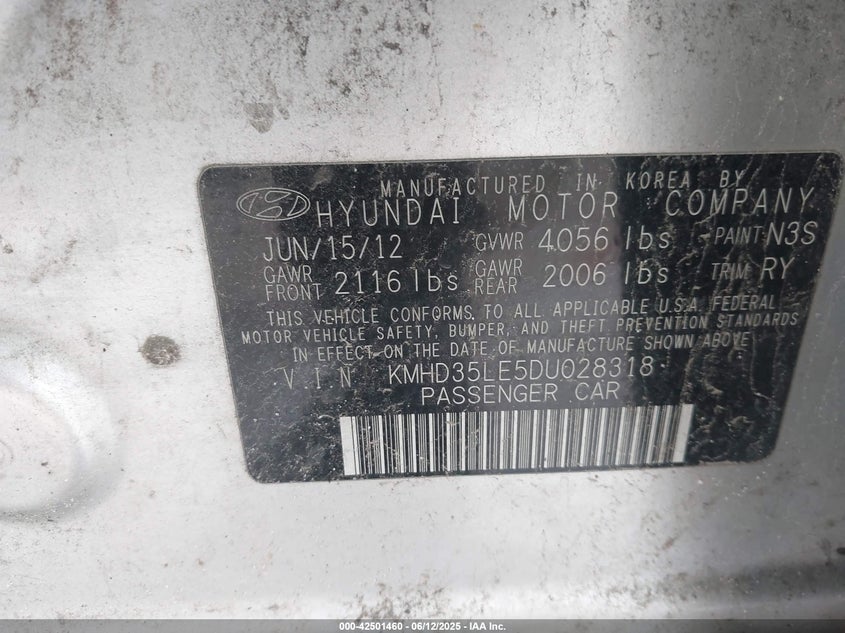 MANUFACTURED IN KOREA BY
HYUNDAI MOTOR COMPANY
JUN/15/12 GVWR 4056 lbs PAINT N3S
GAWR FRONT 2116 lbs GAWR REAR 2006 lbs TRIM RY
THIS VEHICLE CONFORMS TO ALL APPLICABLE U.S.A. FEDERAL
MOTOR VEHICLE SAFETY, BUMPER, AND THEFT PREVENTION STANDARDS
IN EFFECT ON THE DATE OF MANUFACTURE SHOWN ABOVE
VIN KMHD35LE5DU028318
PASSENGER CAR
000-42501460 - 06/12/2025 - IAA Inc.